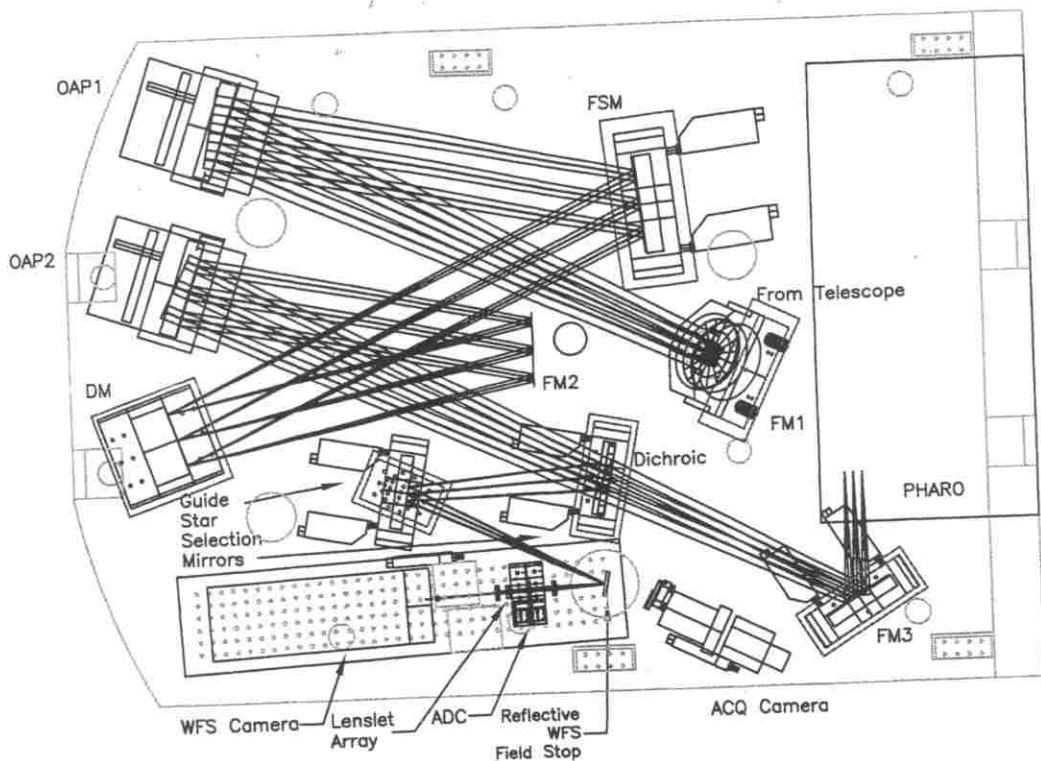 OAP1
FSM
OAP2
From Telescope
DM
FM2
FM1
Dichroic
PHARO
Guide
Star
Selection
Mirrors
FM3
WFS Camera
Lenslet
Array
ADC
Reflective
WFS
Field Stop
ACQ Camera